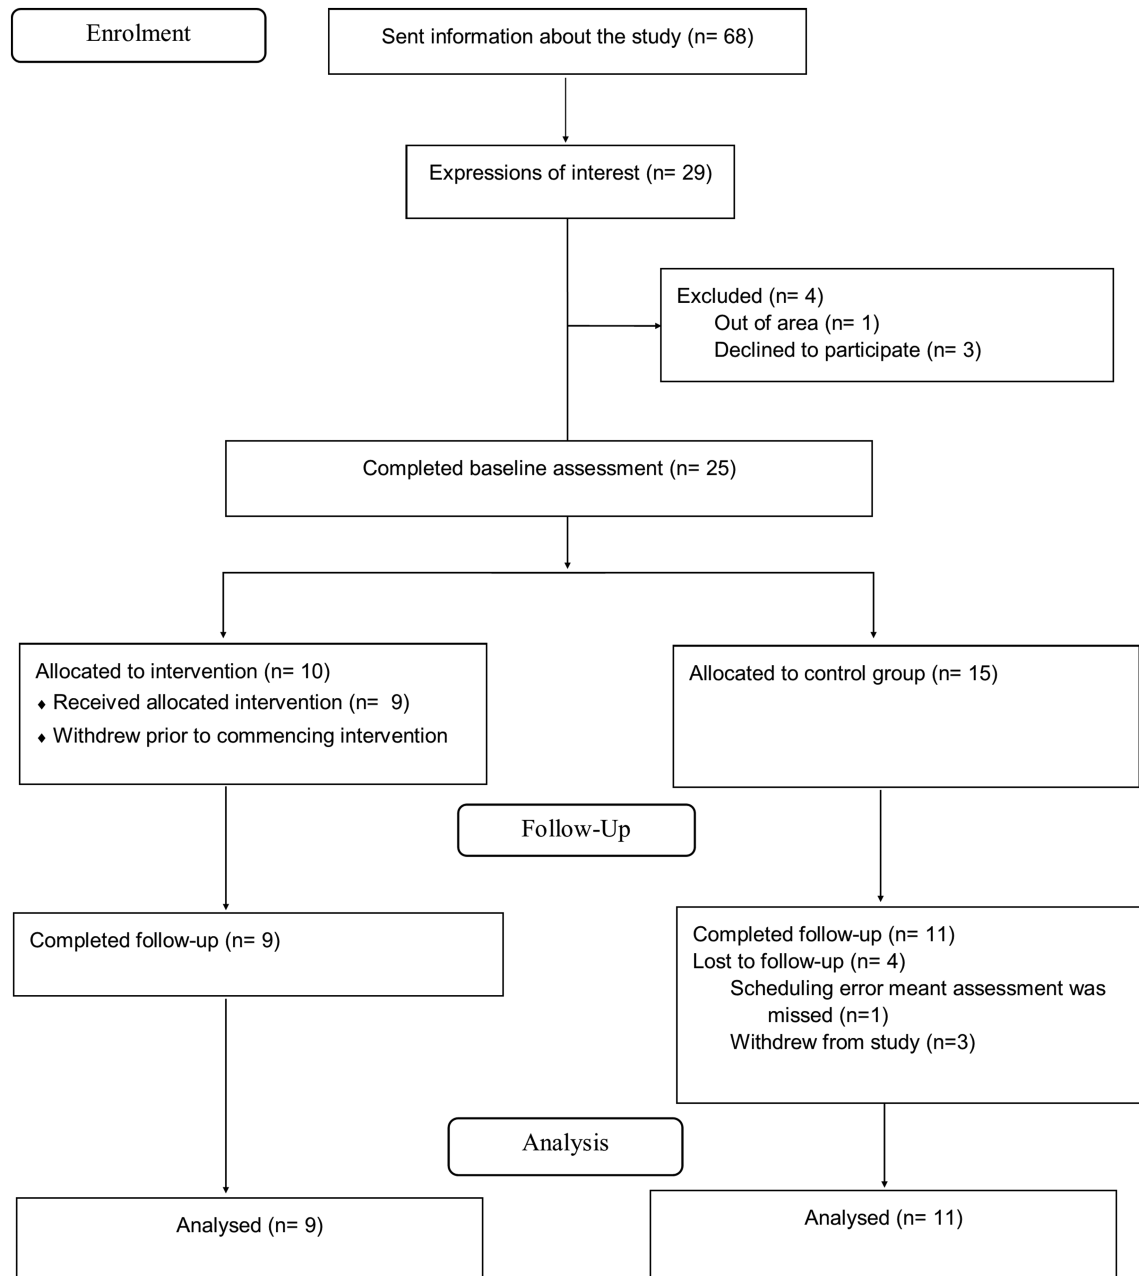 Enrolment
Sent information about the study (n= 68)
Expressions of interest (n= 29)
Excluded (n= 4)
Out of area (n= 1)
Declined to participate (n= 3)
Completed baseline assessment (n= 25)
Allocated to intervention (n= 10)
♦ Received allocated intervention (n=  9)
♦ Withdrew prior to commencing intervention
Allocated to control group (n= 15)
Follow-Up
Completed follow-up (n= 9)
Completed follow-up (n= 11)
Lost to follow-up (n= 4)
Scheduling error meant assessment was
missed (n=1)
Withdrew from study (n=3)
Analysis
Analysed (n= 9)
Analysed (n= 11)